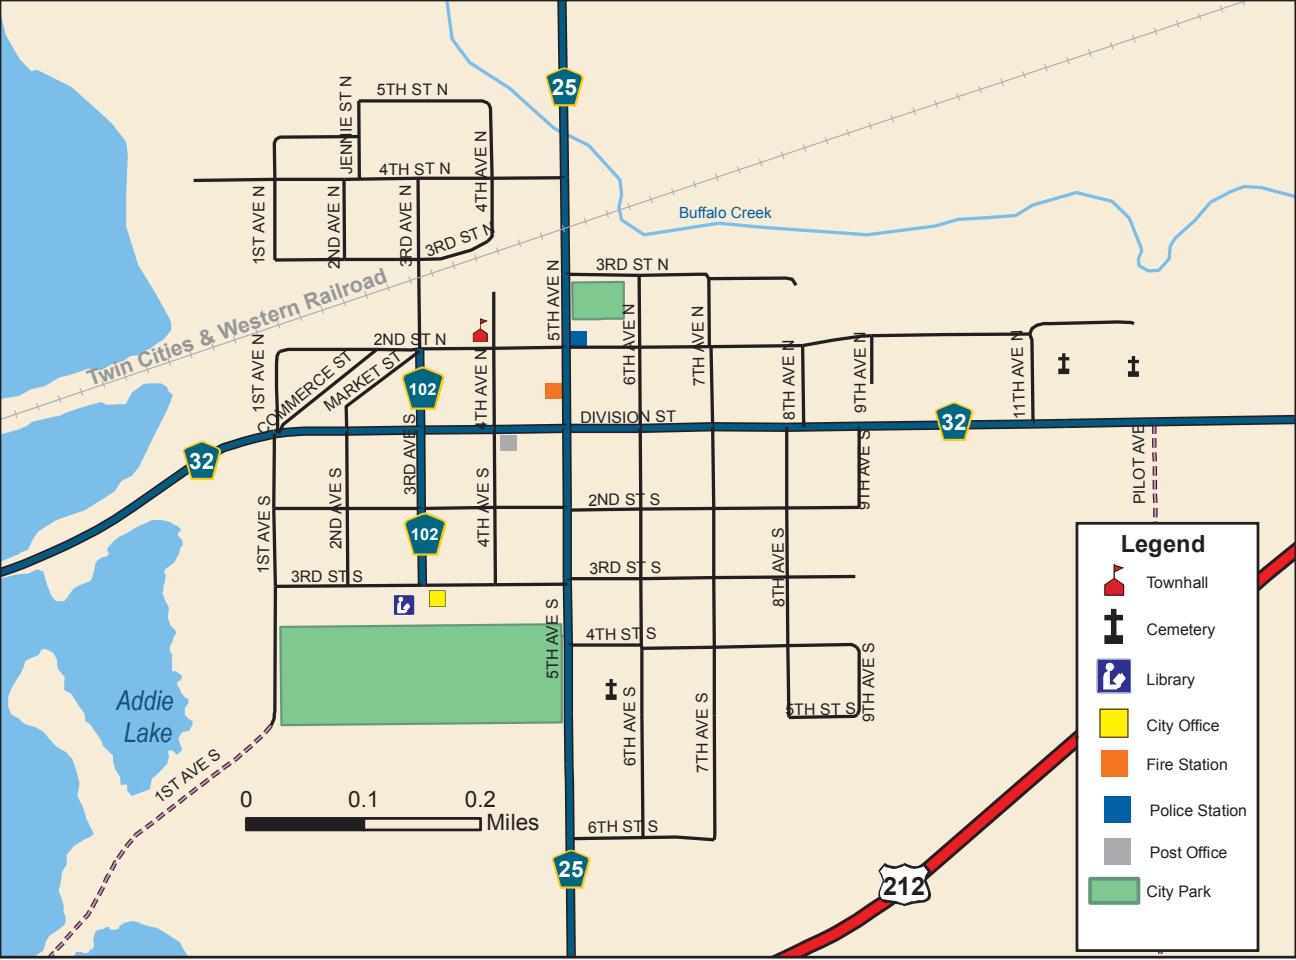 25
5TH ST N
JENNIE ST N
4TH ST N
4TH AVE N
1ST AVE N
2ND AVE N
3RD AVE N
3RD ST N
Buffalo Creek
Twin Cities & Western Railroad
5TH AVE N
3RD ST N
6TH AVE N
7TH AVE N
2ND ST N
1ST AVE N
COMMERCE ST
MARKET ST
102
4TH AVE N
8TH AVE N
9TH AVE N
11TH AVE N
DIVISION ST
32
32
3RD AVE S
9TH AVE S
PILOT AVE
1ST AVE S
2ND AVE S
4TH AVE S
2ND ST S
102
8TH AVE S
3RD ST S
3RD ST S
5TH AVE S
4TH ST S
9TH AVE S
6TH AVE S
7TH AVE S
5TH ST S
Addie
Lake
1ST AVE S
0
0.1
0.2
Miles
6TH ST S
25
212
Legend
Townhall
Cemetery
Library
City Office
Fire Station
Police Station
Post Office
City Park